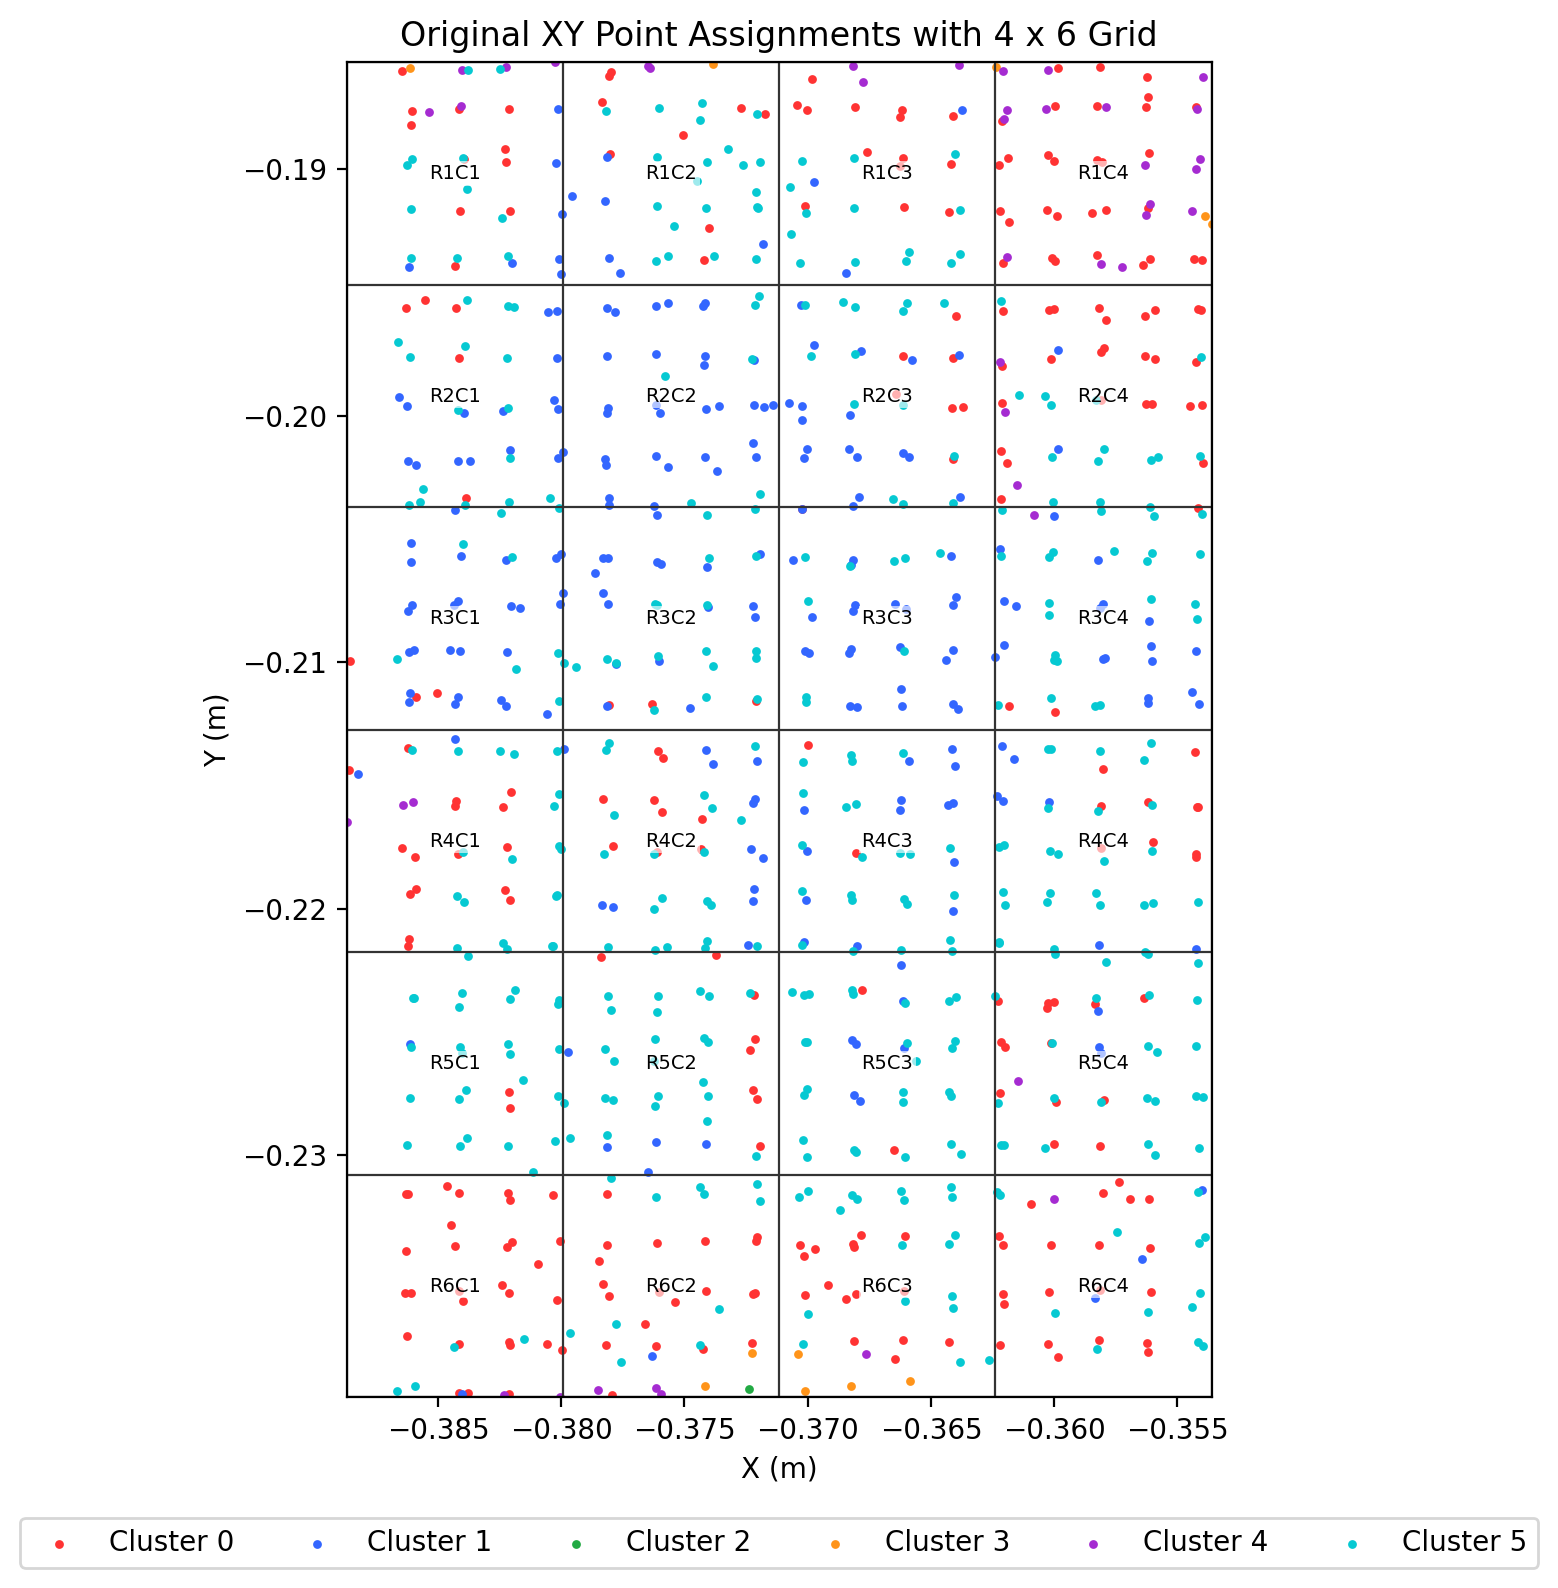 Original XY Point Assignments with 4 x 6 Grid
−0.19
R1C1 R1C2 R1C3 R1C4
−0.20
R2C1 R2C2 R2C3 R2C4
−0.21
R3C1 R3C2 R3C3 R3C4
Y (m)
−0.22
R4C1 R4C2 R4C3 R4C4
−0.23
R5C1 R5C2 R5C3 R5C4
R6C1 R6C2 R6C3 R6C4
−0.385 −0.380 −0.375 −0.370 −0.365 −0.360 −0.355
X (m)
Cluster 0 Cluster 1 Cluster 2 Cluster 3 Cluster 4 Cluster 5